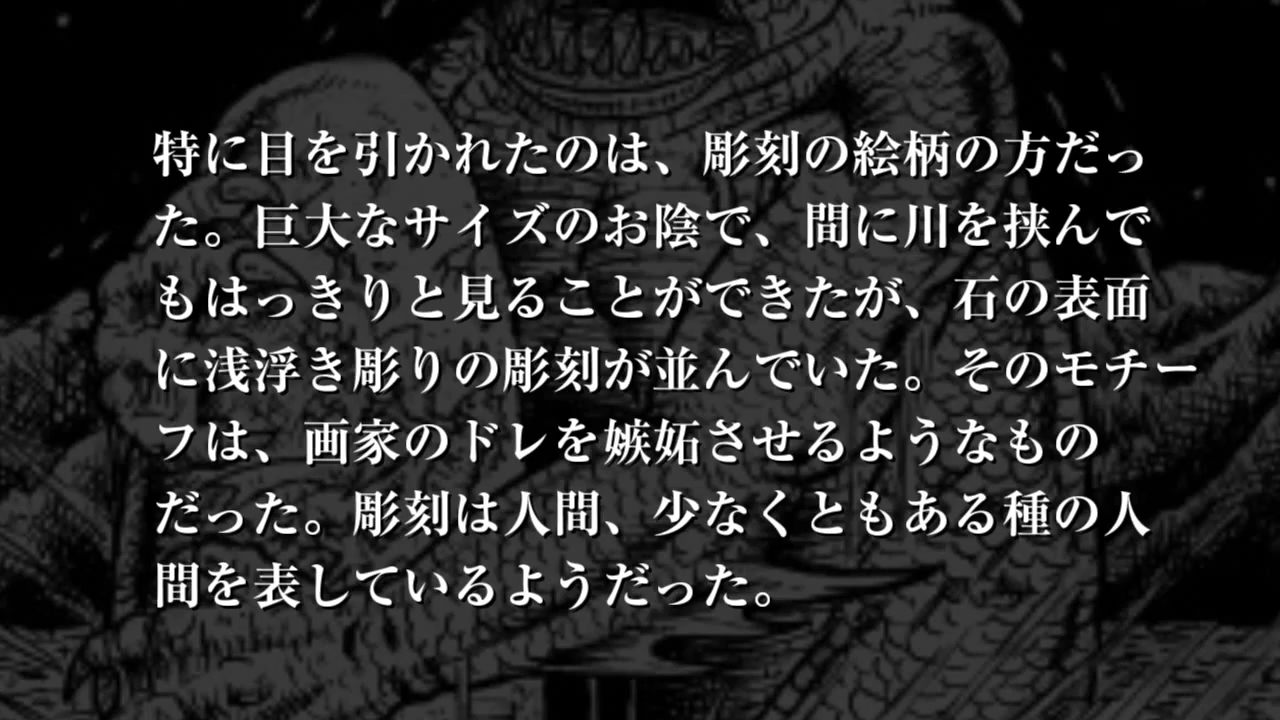 特に目を引かれたのは、彫刻の絵柄の方だっ
た。巨大なサイズのお陰で、間に川を挟んで
もはっきりと見ることができたが、石の表面
に浅浮き彫りの彫刻が並んでいた。そのモチー
フは、画家のドレを嫉妬させるようなもの
だった。彫刻は人間、少なくともある種の人
間を表しているようだった。